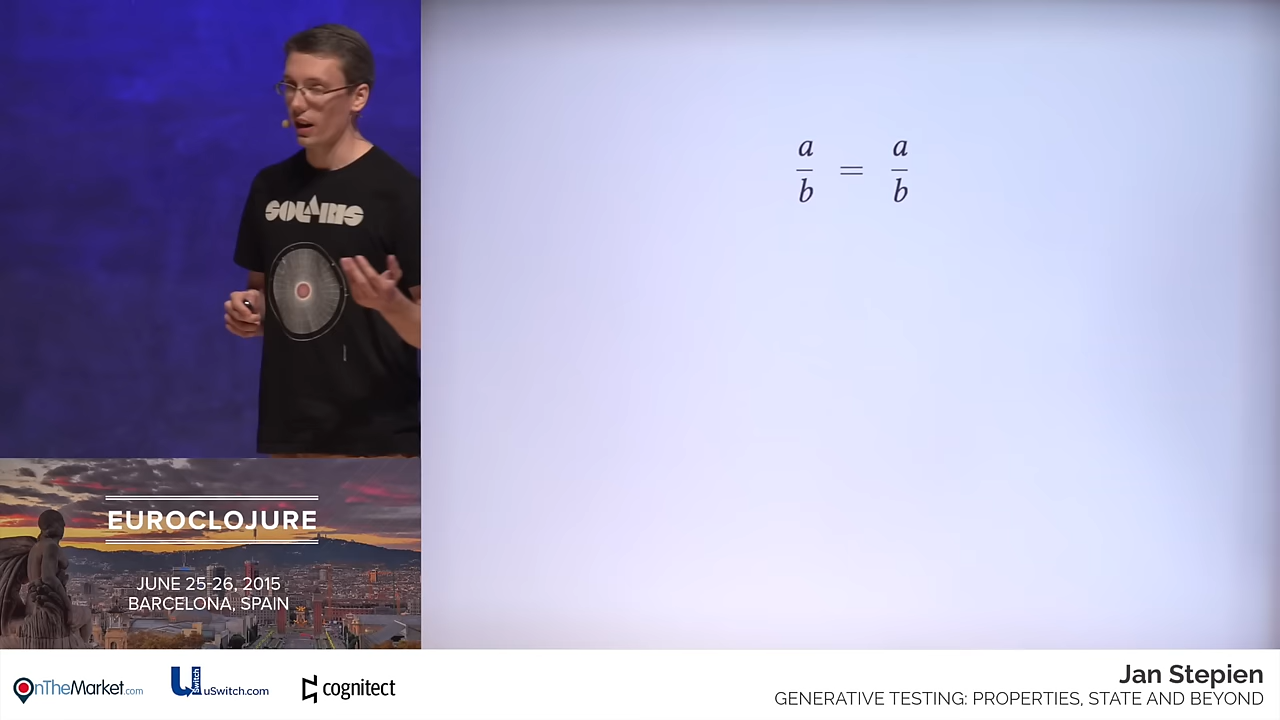 SOLARIS
a/b = a/b
EUROCLOJURE
JUNE 25-26, 2015
BARCELONA, SPAIN
OnTheMarket.com
uSwitch
uSwitch.com
cognitect
Jan Stepien
GENERATIVE TESTING: PROPERTIES, STATE AND BEYOND